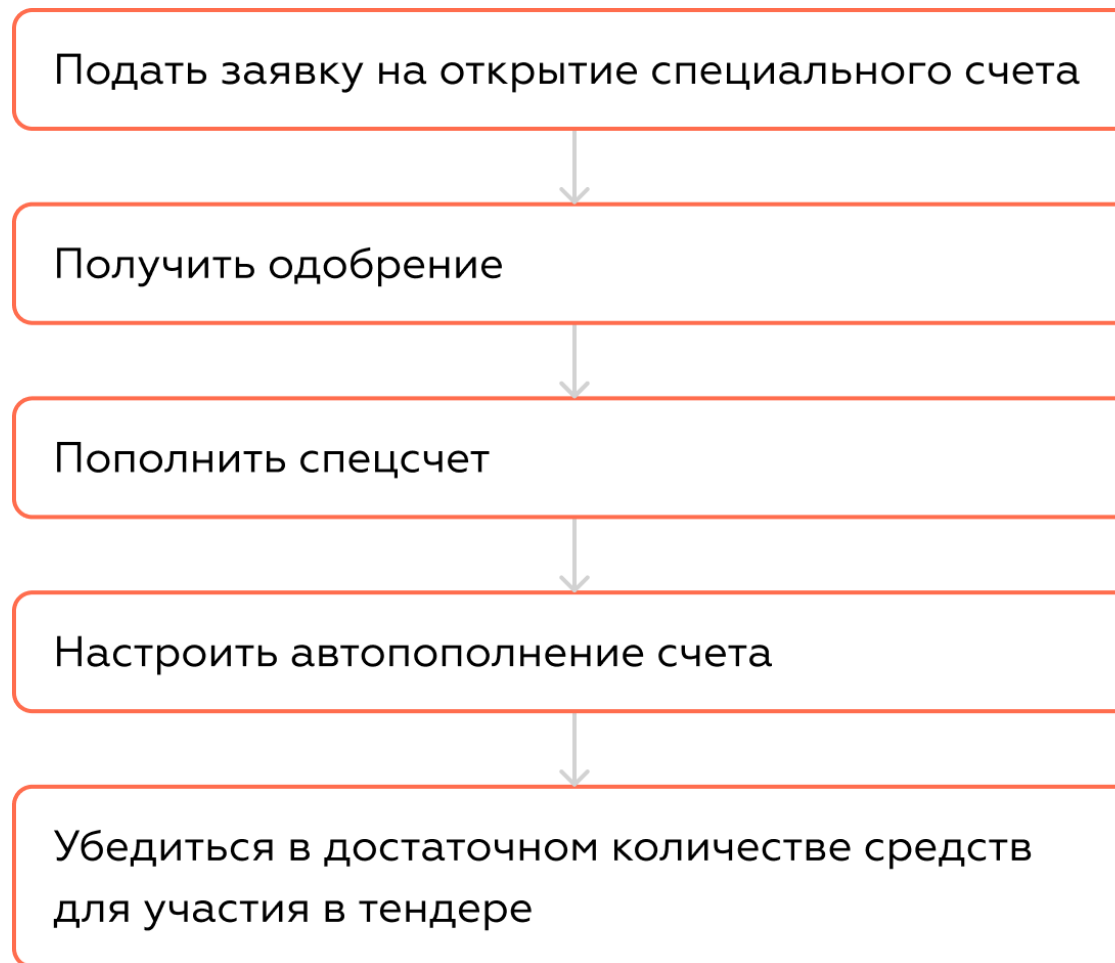 Подать заявку на открытие специального счета
Получить одобрение
Пополнить спецсчет
Настроить автопополнение счета
Убедиться в достаточном количестве средств
для участия в тендере